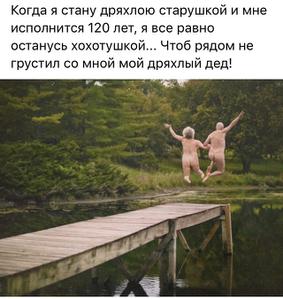 Когда я стану дряхлою старушкой и мне
исполнится 120 лет, я все равно
останусь хохотушкой... Чтоб рядом не
грустил со мной мой дряхлый дед!